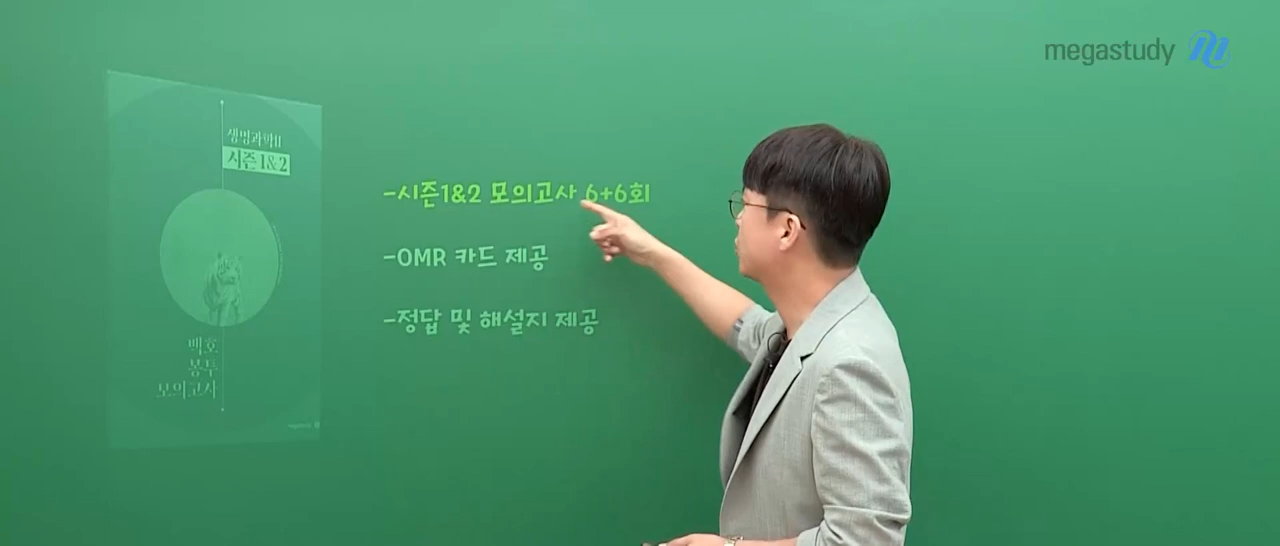 megastudy
생명과학II
시즌 1&2
백호
봉투
모의고사
-시즌1&2 모의고사 6+6회
-OMR 카드 제공
-정답 및 해설지 제공